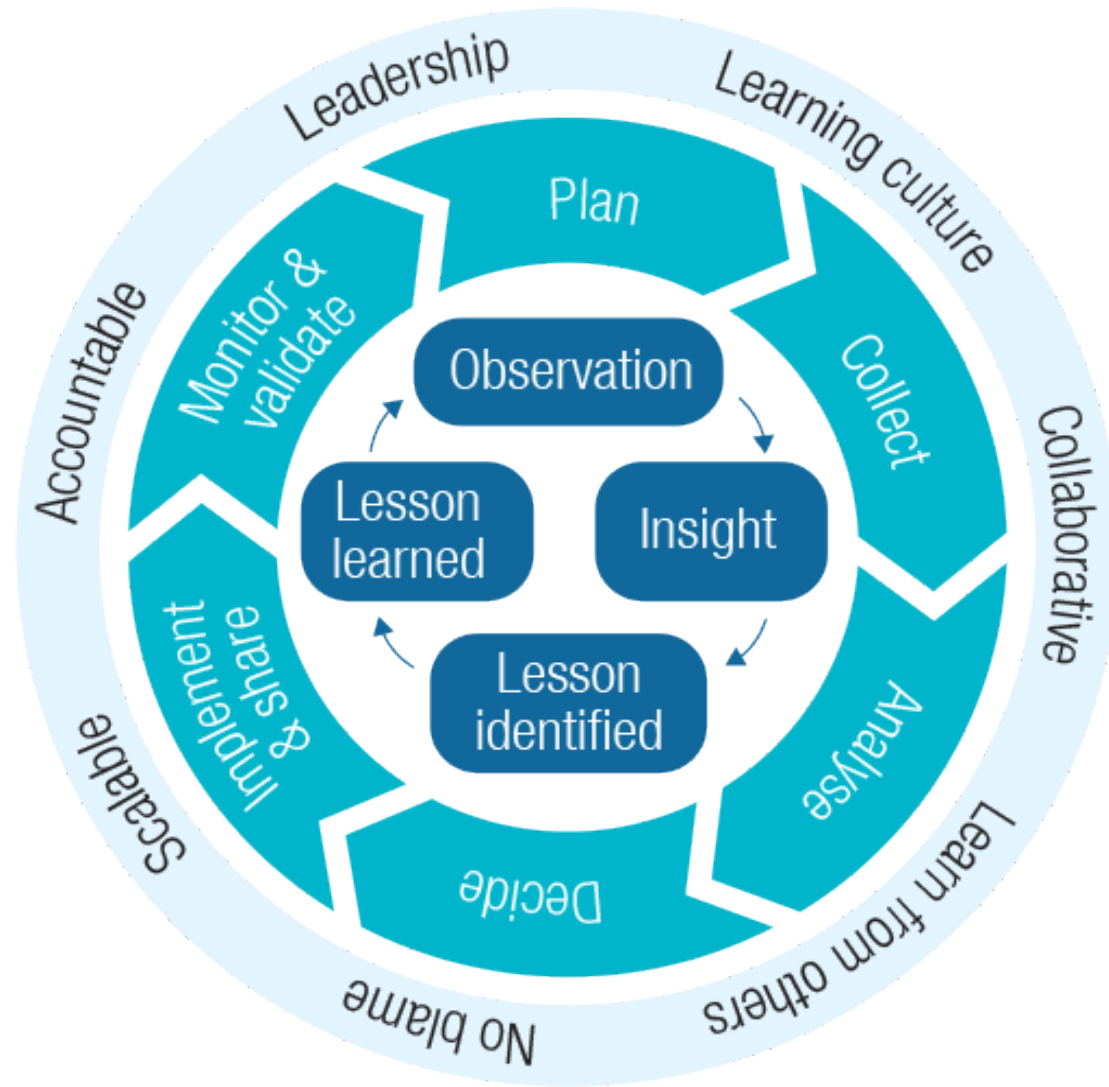 Leadership
Learning culture
Collaborative
Learn from others
No blame
Scalable
Accountable
Plan
Collect
Analyse
Decide
Implement
& share
Monitor &
validate
Observation
Insight
Lesson
identified
Lesson
learned